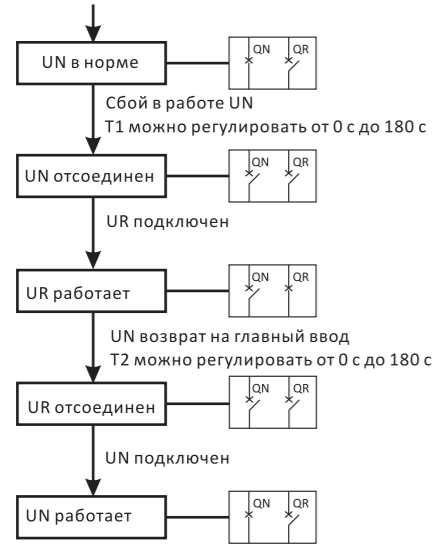 QN QR
UN в норме
Сбой в работе UN
T1 можно регулировать от 0 с до 180 с
QN QR
UN отсоединен
UR подключен
QN QR
UR работает
UN возврат на главный ввод
T2 можно регулировать от 0 с до 180 с
QN QR
UR отсоединен
UN подключен
QN QR
UN работает